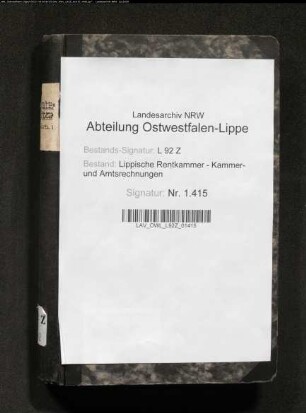 Landesarchiv NRW
Abteilung Ostwestfalen-Lippe
Bestands-Signatur: L 92 Z
Bestand: Lippische Rentkammer - Kammer-
und Amtsrechnungen
Signatur: Nr. 1.415
LAV_OWL_L92Z_01415
Z